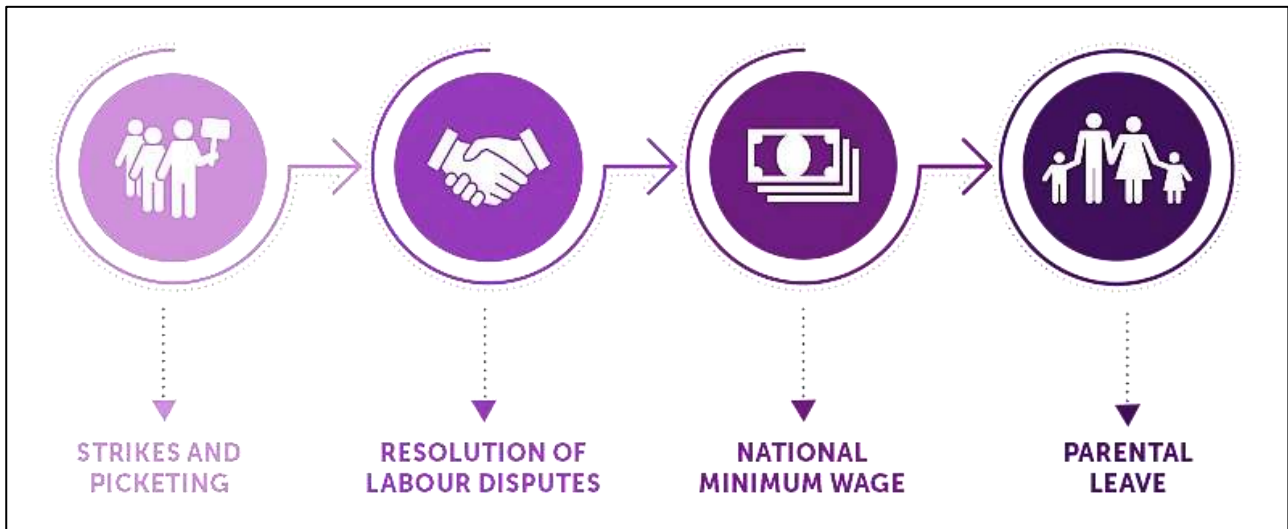 STRIKES AND
PICKETING
RESOLUTION OF
LABOUR DISPUTES
NATIONAL
MINIMUM WAGE
PARENTAL
LEAVE